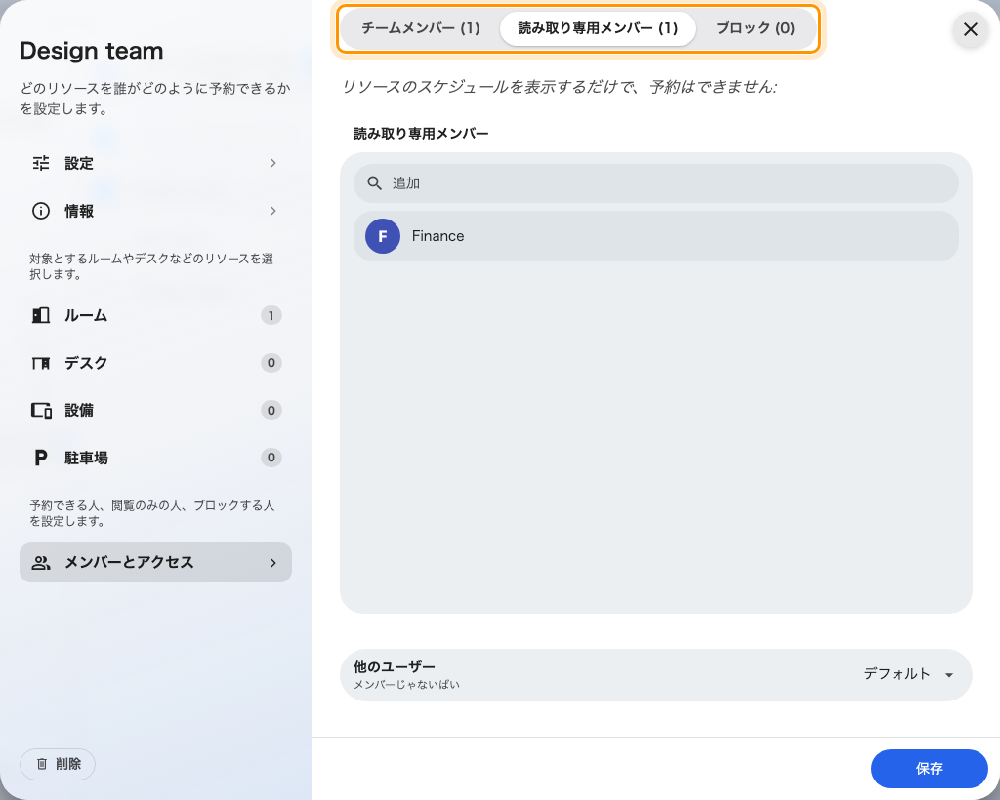 Design team
どのリソースを誰がどのように予約できるか
を設定します。
設定
情報
対象とするルームやデスクなどのリソースを選
択します。
ルーム 1
デスク 0
設備 0
駐車場 0
予約できる人、閲覧のみの人、ブロックする人
を設定します。
メンバーとアクセス
削除
チームメンバー (1) 読み取り専用メンバー (1) ブロック (0)
リソースのスケジュールを表示するだけで、予約はできません:
読み取り専用メンバー
追加
F Finance
他のユーザー
メンバーじゃないばい
デフォルト
保存